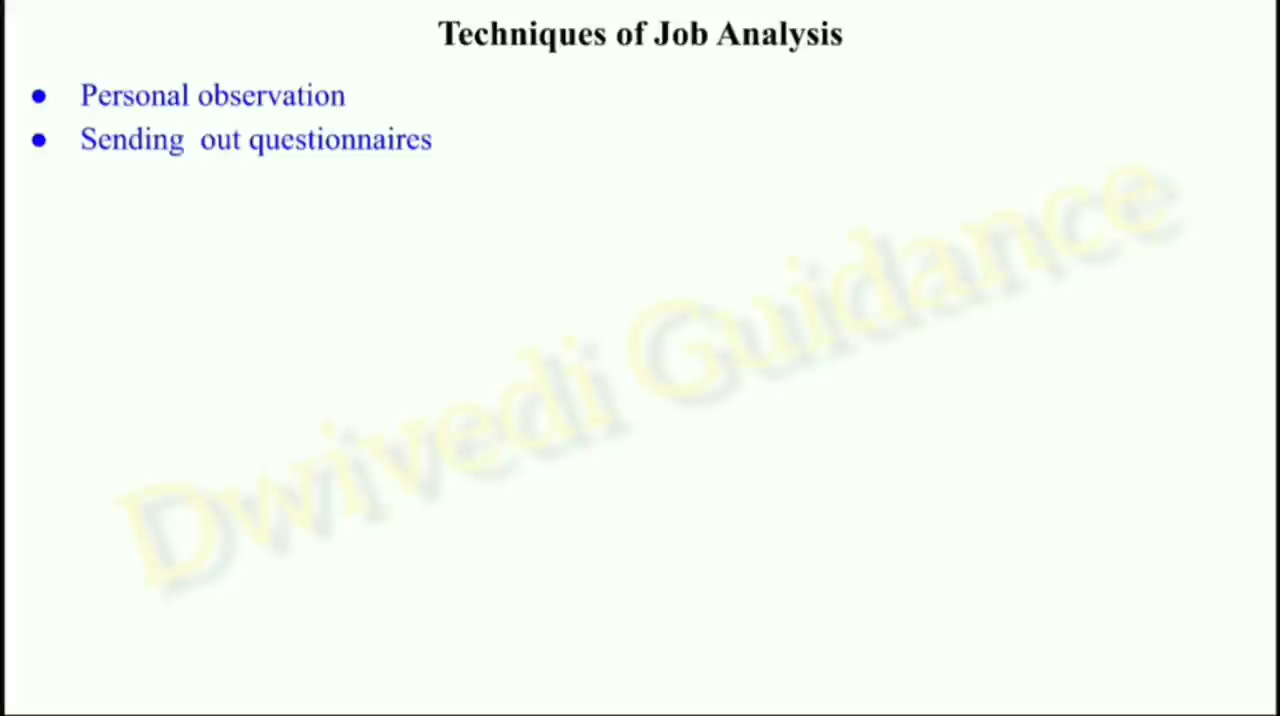 Techniques of Job Analysis
● Personal observation
● Sending out questionnaires
Dwivedi Guidance